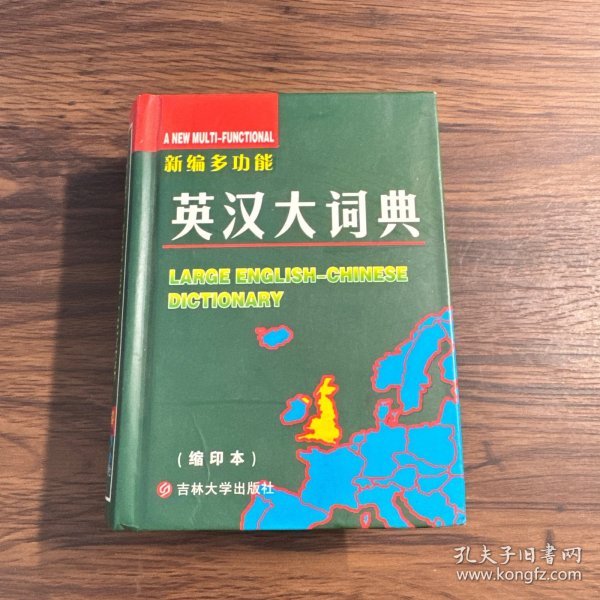 A NEW MULTI-FUNCTIONAL
新编多功能
英汉大词典
LARGE ENGLISH-CHINESE
DICTIONARY
(缩印本)
吉林大学出版社
孔夫子旧书网
www.kongfz.com